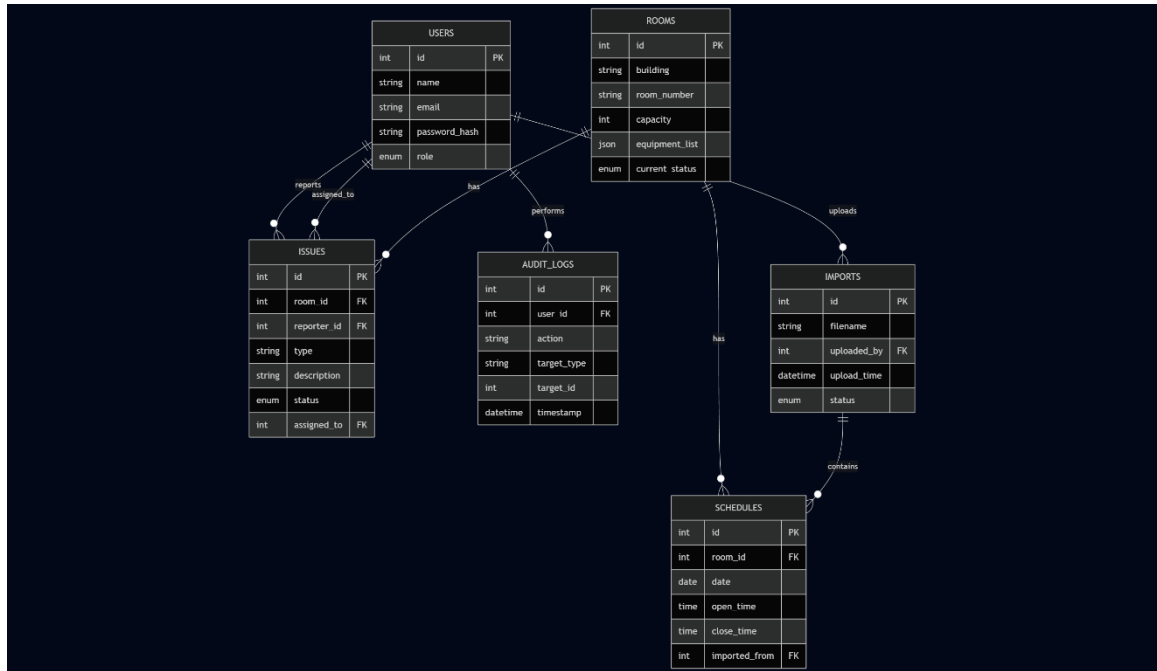 USERS
int id PK
string name
string email
string password_hash
enum role
ROOMS
int id PK
string building
string room_number
int capacity
json equipment_list
enum current_status
reports
assigned_to
has
performs
uploads
ISSUES
int id PK
int room_id FK
int reporter_id FK
string type
string description
enum status
int assigned_to FK
AUDIT_LOGS
int id PK
int user_id FK
string action
string target_type
int target_id
datetime timestamp
IMPORTS
int id PK
string filename
int uploaded_by FK
datetime upload_time
enum status
has
contains
SCHEDULES
int id PK
int room_id FK
date date
time open_time
time close_time
int imported_from FK